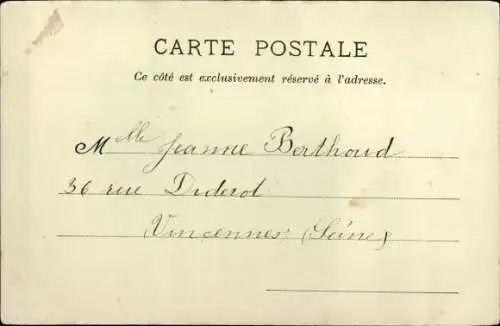 CARTE POSTALE
Ce côté est exclusivement réservé à l'adresse.
Mlle Jeanne Berthoud
36 rue Diderot
Vincennes (Seine)